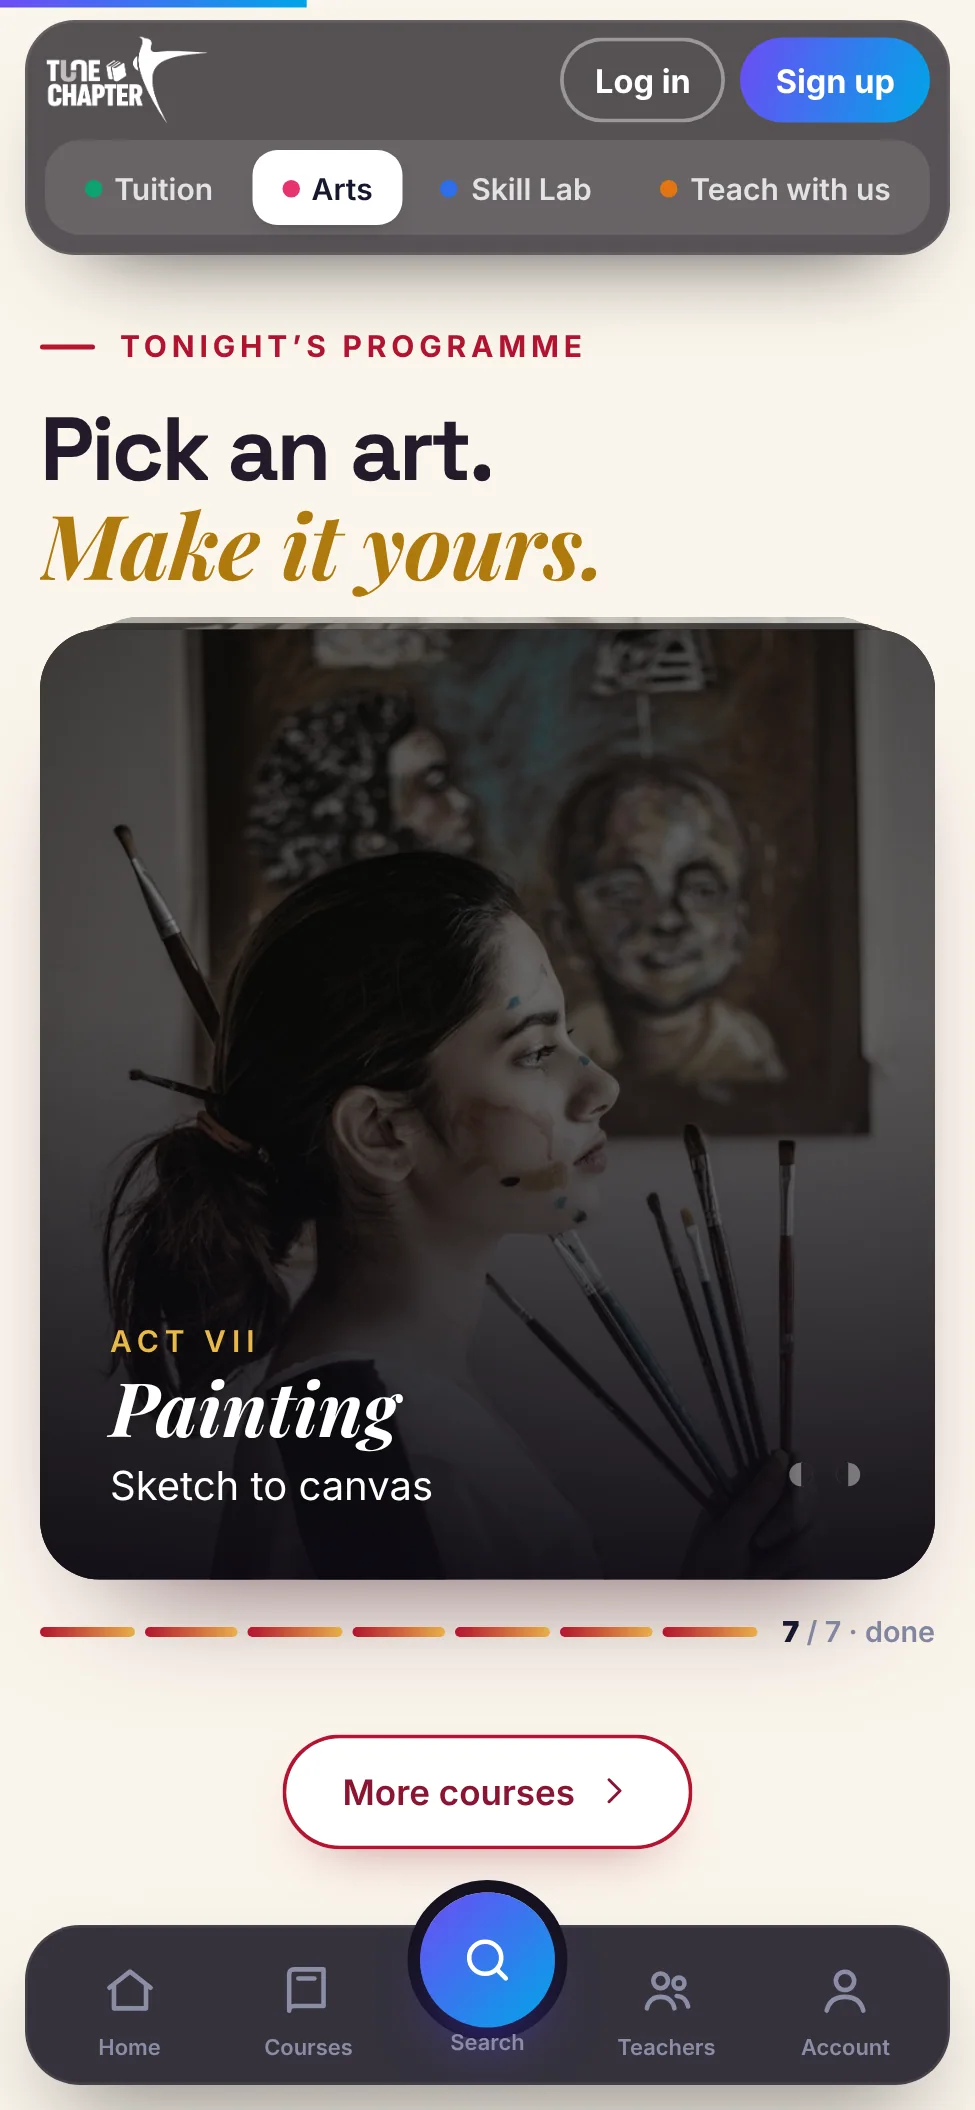 TUNE
CHAPTER
Log in
Sign up
Tuition
Arts
Skill Lab
Teach with us
TONIGHT’S PROGRAMME
Pick an art.
Make it yours.
ACT VII
Painting
Sketch to canvas
7 / 7 · done
More courses
Home
Courses
Search
Teachers
Account